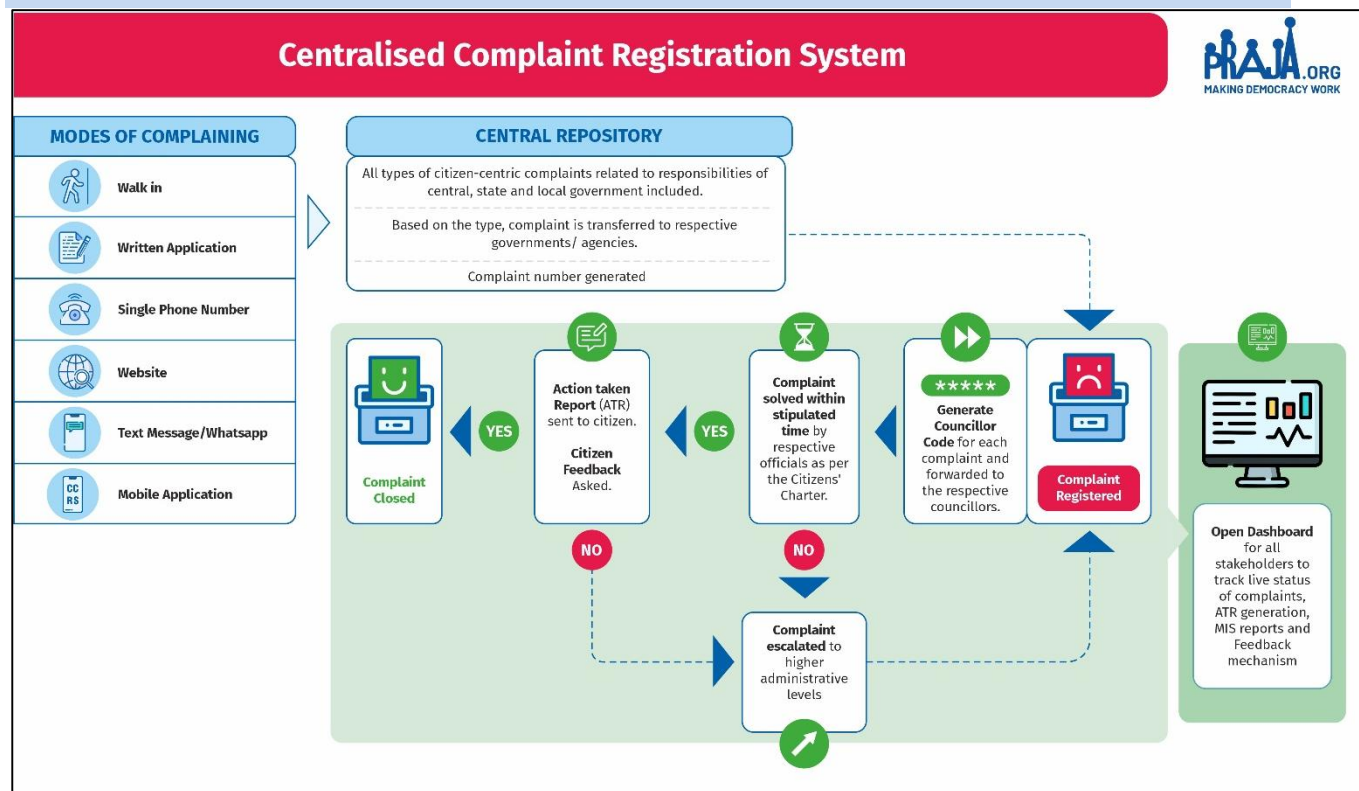 Centralised Complaint Registration System
PRAJA.ORG
MAKING DEMOCRACY WORK
MODES OF COMPLAINING
Walk in
Written Application
Single Phone Number
Website
Text Message/Whatsapp
CC
RS
Mobile Application
CENTRAL REPOSITORY
All types of citizen-centric complaints related to responsibilities of
central, state and local government included.
Based on the type, complaint is transferred to respective
governments/ agencies.
Complaint number generated
Complaint
Closed
YES
Action taken
Report (ATR)
sent to citizen.
Citizen
Feedback
Asked.
NO
YES
Complaint
solved within
stipulated
time by
respective
officials as per
the Citizens'
Charter.
NO
*****
Generate
Councillor
Code for each
complaint and
forwarded to
the respective
councillors.
Complaint
Registered
Complaint
escalated to
higher
administrative
levels
Open Dashboard
for all
stakeholders to
track live status
of complaints,
ATR generation,
MIS reports and
Feedback
mechanism